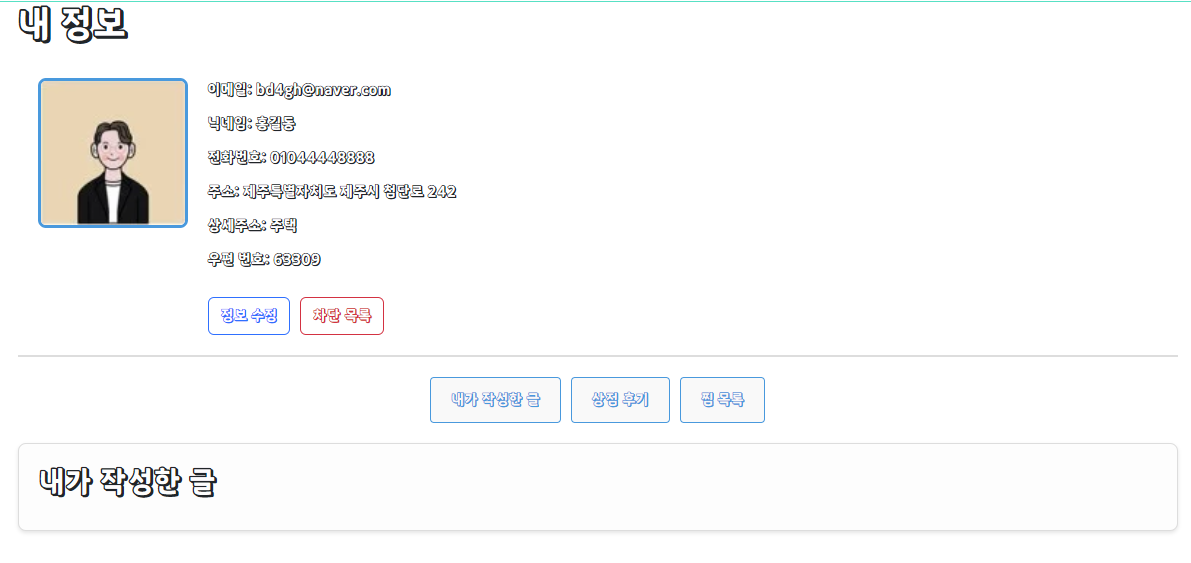 내 정보
이메일: bd4gh@naver.com
닉네임: 홍길동
전화번호: 01044448888
주소: 제주특별자치도 제주시 첨단로 242
상세주소: 주택
우편 번호: 63309
정보 수정 차단 목록
내가 작성한 글 상점 후기 찜 목록
내가 작성한 글